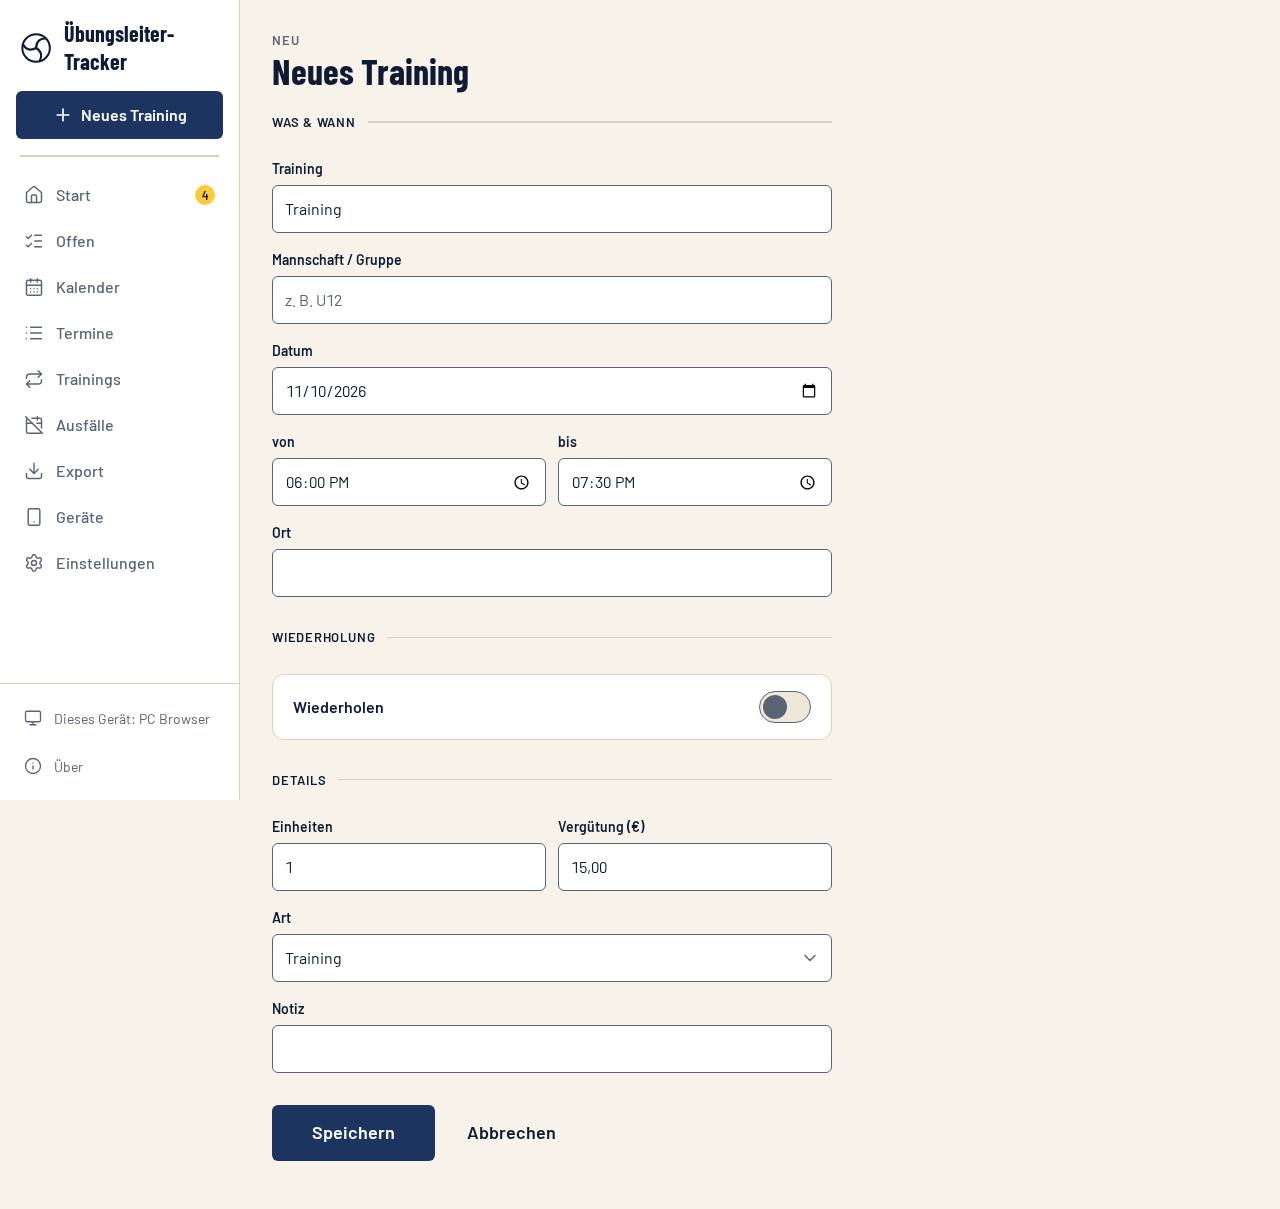 Übungsleiter-
Tracker
Neues Training
Start 4
Offen
Kalender
Termine
Trainings
Ausfälle
Export
Geräte
Einstellungen
Dieses Gerät: PC Browser
Über
NEU
Neues Training
WAS & WANN
Training
Training
Mannschaft / Gruppe
z. B. U12
Datum
11/10/2026
von bis
06:00 PM 07:30 PM
Ort
WIEDERHOLUNG
Wiederholen
DETAILS
Einheiten Vergütung (€)
1 15,00
Art
Training
Notiz
Speichern Abbrechen